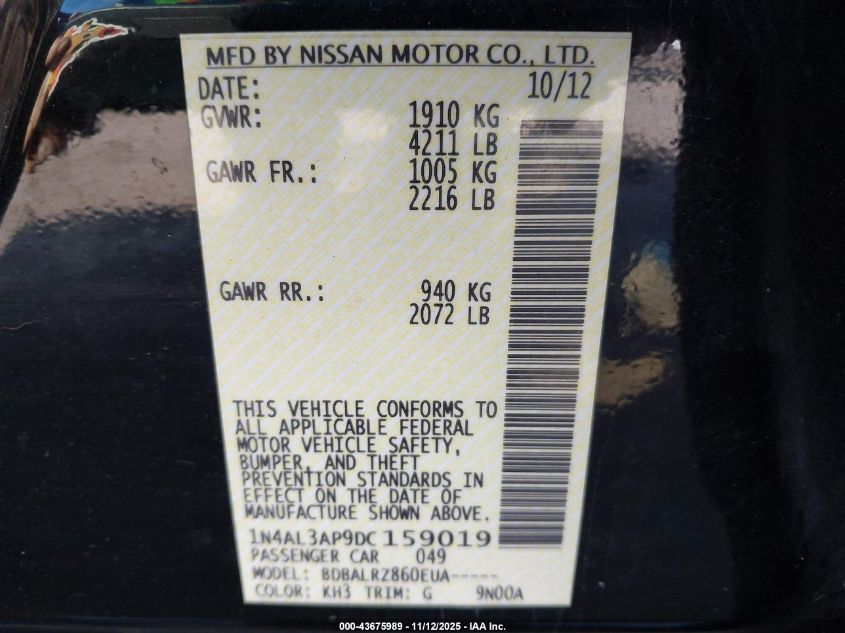 MFD BY NISSAN MOTOR CO., LTD.
DATE: 10/12
GVWR: 1910 KG
4211 LB
GAWR FR.: 1005 KG
2216 LB
GAWR RR.: 940 KG
2072 LB
THIS VEHICLE CONFORMS TO
ALL APPLICABLE FEDERAL
MOTOR VEHICLE SAFETY,
BUMPER, AND THEFT
PREVENTION STANDARDS IN
EFFECT ON THE DATE OF
MANUFACTURE SHOWN ABOVE.
1N4AL3AP9DC 159019
PASSENGER CAR 049
MODEL: BDBALRZ860EUA-----
COLOR: KH3 TRIM: G 9N00A
000-43675989 - 11/12/2025 - IAA Inc.